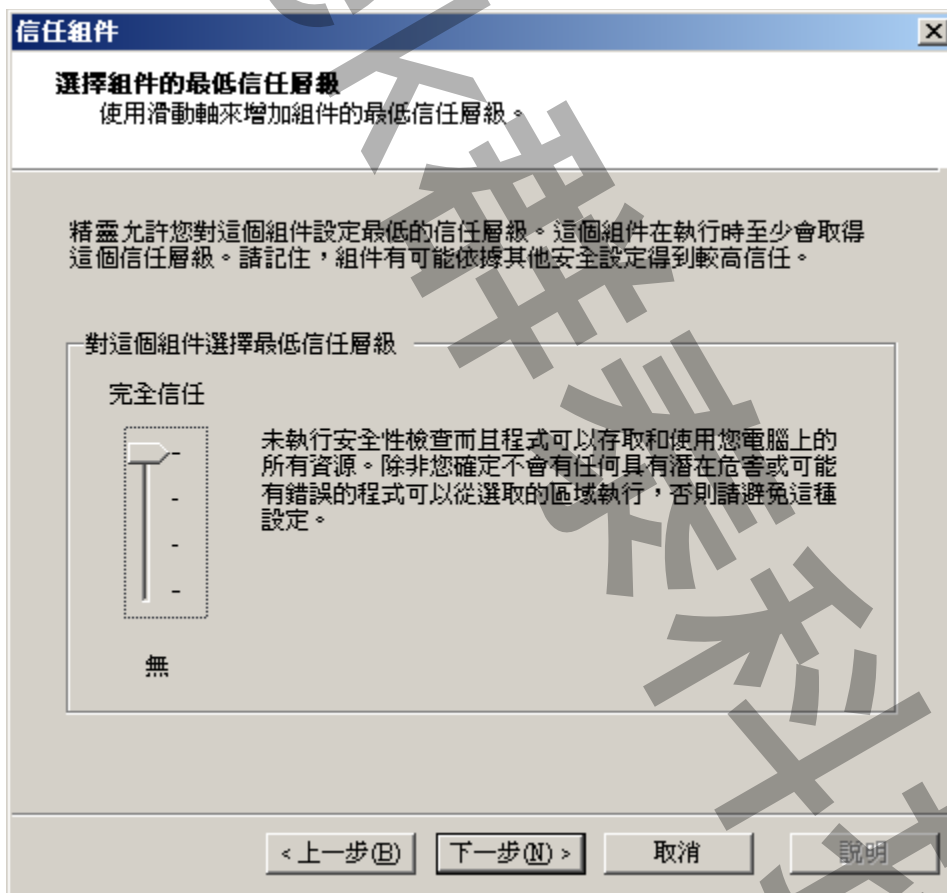 信任組件
選擇組件的最低信任層級
使用滑動軸來增加組件的最低信任層級。
精靈允許您對這個組件設定最低的信任層級。這個組件在執行時至少會取得
這個信任層級。請記住，組件有可能依據其他安全設定得到較高信任。
對這個組件選擇最低信任層級
完全信任
未執行安全性檢查而且程式可以存取和使用您電腦上的
所有資源。除非您確定不會有任何具有潛在危害或可能
有錯誤的程式可以從選取的區域執行，否則請避免這種
設定。
無
<上一步(B)
下一步(N) >
取消
說明
群泰科技